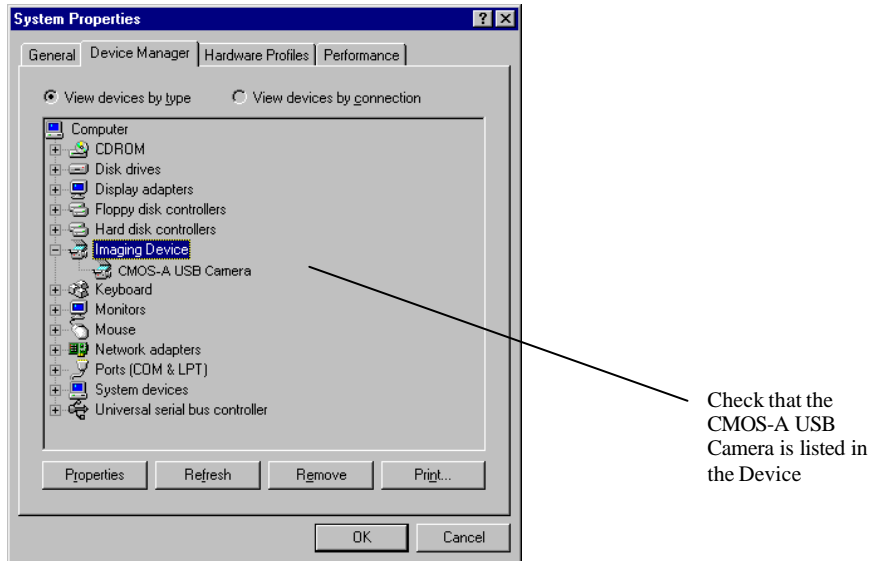 System Properties
General Device Manager Hardware Profiles Performance
View devices by type View devices by connection
Computer
CDROM
Disk drives
Display adapters
Floppy disk controllers
Hard disk controllers
Imaging Device
CMOS-A USB Camera
Keyboard
Monitors
Mouse
Network adapters
Ports (COM & LPT)
System devices
Universal serial bus controller
Properties Refresh Remove Print...
OK Cancel
Check that the
CMOS-A USB
Camera is listed in
the Device